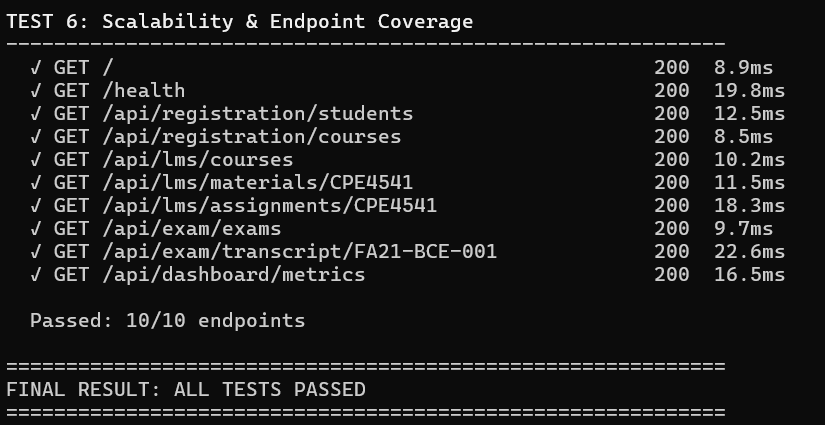 TEST 6: Scalability & Endpoint Coverage
------------------------------------------------------------
√ GET / 200 8.9ms
√ GET /health 200 19.8ms
√ GET /api/registration/students 200 12.5ms
√ GET /api/registration/courses 200 8.5ms
√ GET /api/lms/courses 200 10.2ms
√ GET /api/lms/materials/CPE4541 200 11.5ms
√ GET /api/lms/assignments/CPE4541 200 18.3ms
√ GET /api/exam/exams 200 9.7ms
√ GET /api/exam/transcript/FA21-BCE-001 200 22.6ms
√ GET /api/dashboard/metrics 200 16.5ms
Passed: 10/10 endpoints
============================================================
FINAL RESULT: ALL TESTS PASSED
============================================================